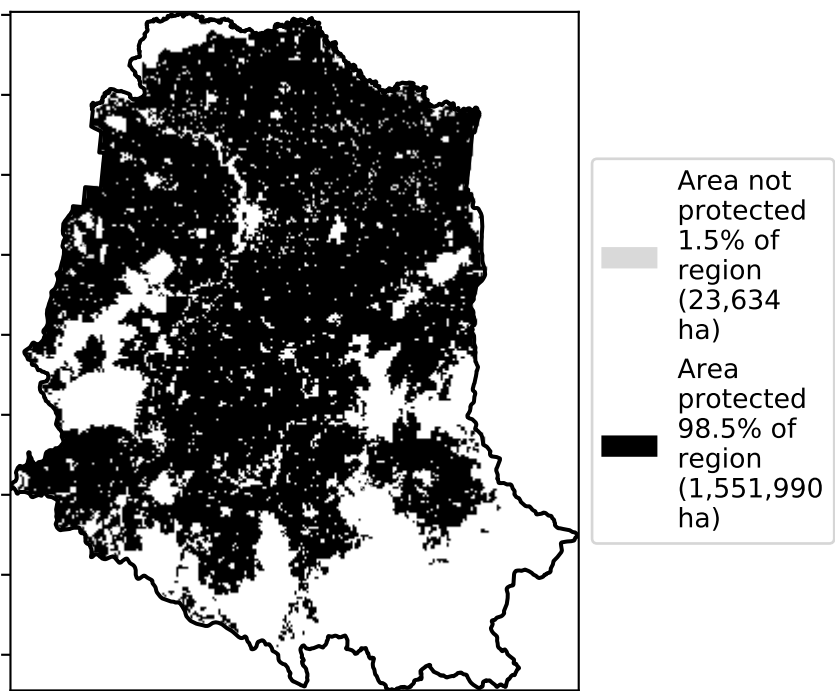 Area not
protected
1.5% of
region
(23,634
ha)
Area
protected
98.5% of
region
(1,551,990
ha)